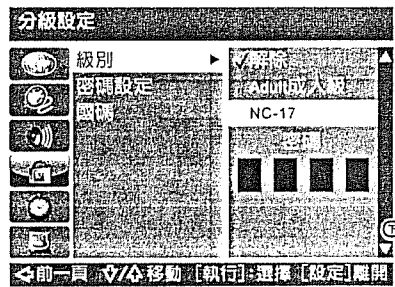 分級設定
級別 ▶
密碼設定
密碼
✓解除
Adult成人級
NC-17
密碼
下
前一頁 /移動 [執行]:選擇 [設定]離開